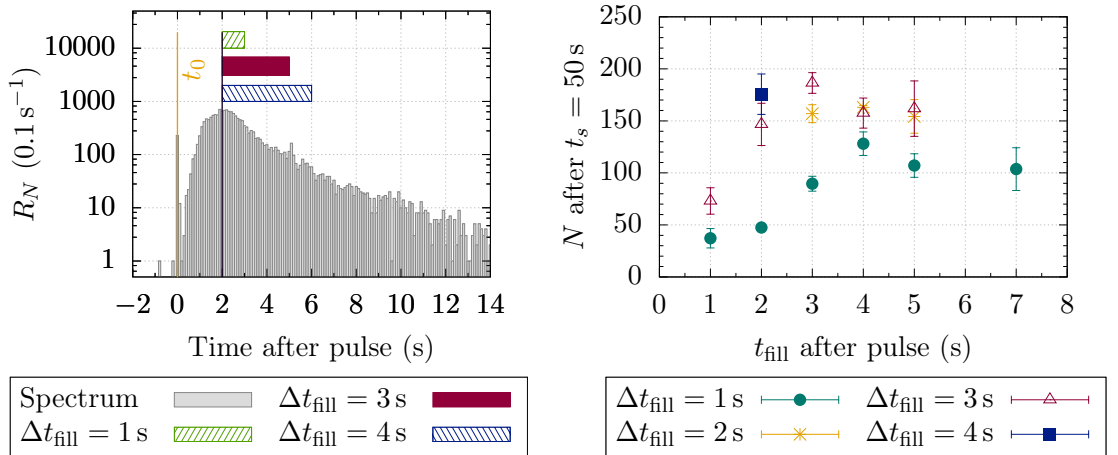 R_N (0.1 s⁻¹)
10000
1000
100
10
1
t₀
−2 0 2 4 6 8 10 12 14
Time after pulse (s)
Spectrum
Δt_fill = 3 s
Δt_fill = 1 s
Δt_fill = 4 s
N after t_s = 50 s
250
200
150
100
50
0
0 1 2 3 4 5 6 7 8
t_fill after pulse (s)
Δt_fill = 1 s
Δt_fill = 3 s
Δt_fill = 2 s
Δt_fill = 4 s